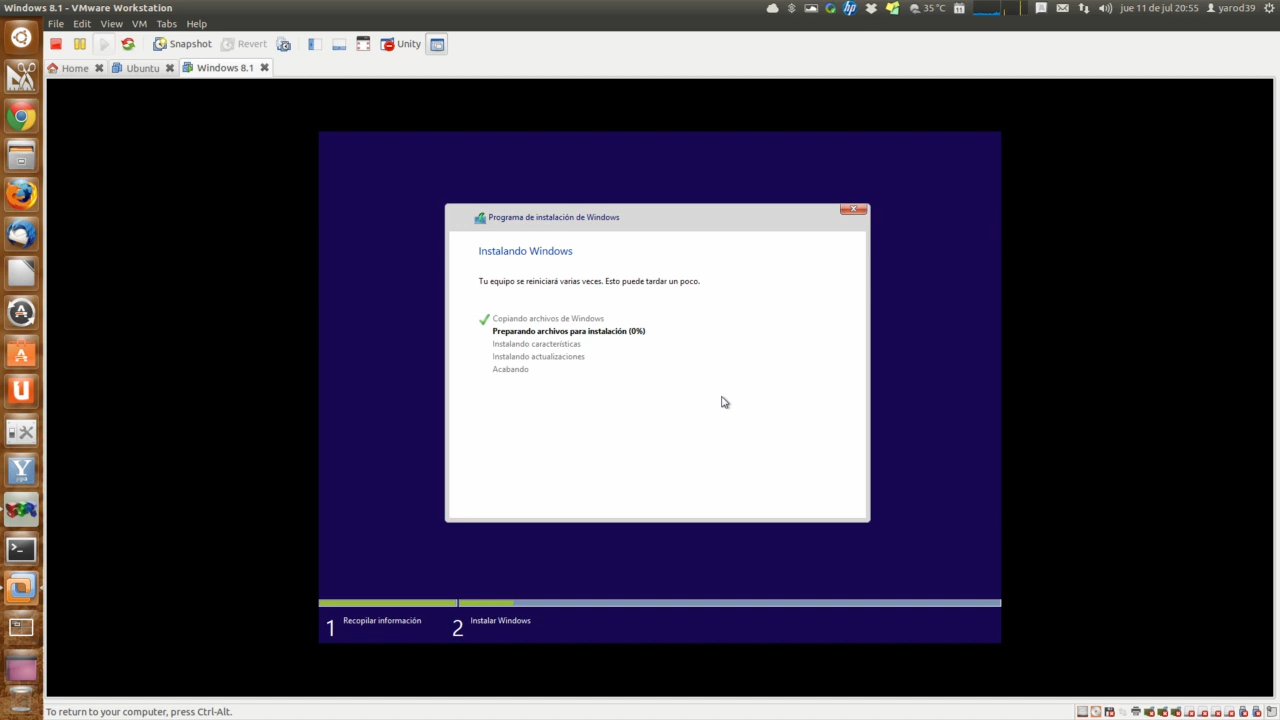 Windows 8.1 - VMware Workstation
35 °C
jue 11 de jul 20:55
yarod39
File Edit View VM Tabs Help
Snapshot
Revert
Unity
Home
Ubuntu
Windows 8.1
Programa de instalación de Windows
Instalando Windows
Tu equipo se reiniciará varias veces. Esto puede tardar un poco.
Copiando archivos de Windows
Preparando archivos para instalación (0%)
Instalando características
Instalando actualizaciones
Acabando
1 Recopilar información
2 Instalar Windows
To return to your computer, press Ctrl-Alt.